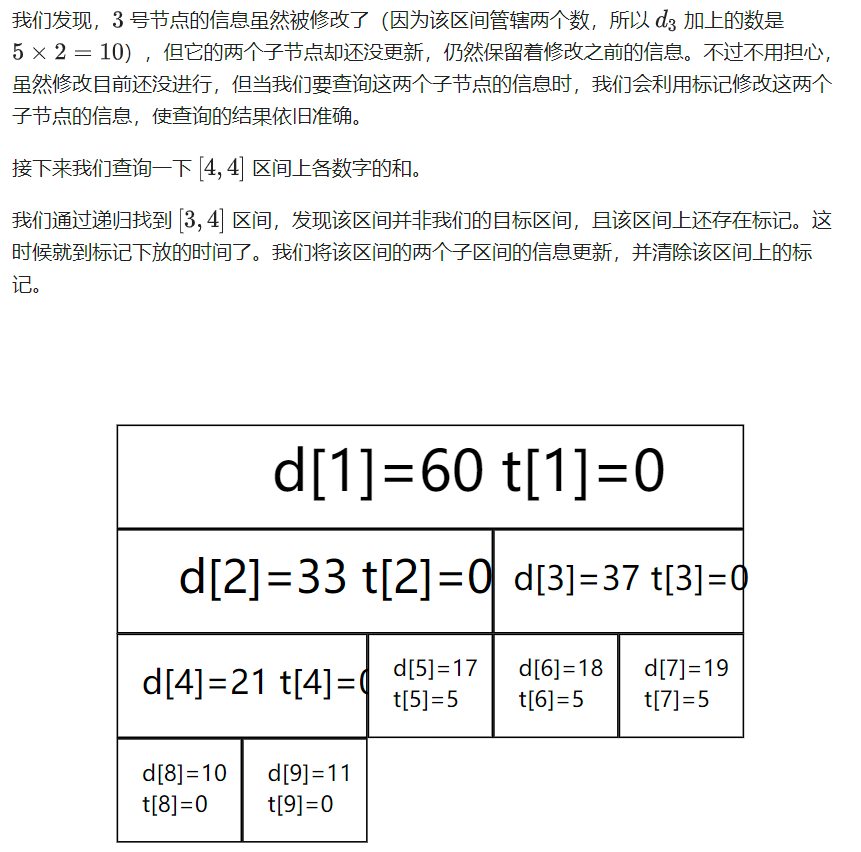 我们发现，3 号节点的信息虽然被修改了（因为该区间管辖两个数，所以 d₃ 加上的数是
5 × 2 = 10），但它的两个子节点却还没更新，仍然保留着修改之前的信息。不过不用担心，
虽然修改目前还没进行，但当我们要查询这两个子节点的信息时，我们会利用标记修改这两个
子节点的信息，使查询的结果依旧准确。
接下来我们查询一下 [4, 4] 区间上各数字的和。
我们通过递归找到 [3, 4] 区间，发现该区间并非我们的目标区间，且该区间上还存在标记。这
时候就到标记下放的时间了。我们将该区间的两个子区间的信息更新，并清除该区间上的标
记。
d[1]=60 t[1]=0
d[2]=33 t[2]=0 d[3]=37 t[3]=0
d[4]=21 t[4]=0
d[5]=17
t[5]=5
d[6]=18
t[6]=5
d[7]=19
t[7]=5
d[8]=10
t[8]=0
d[9]=11
t[9]=0